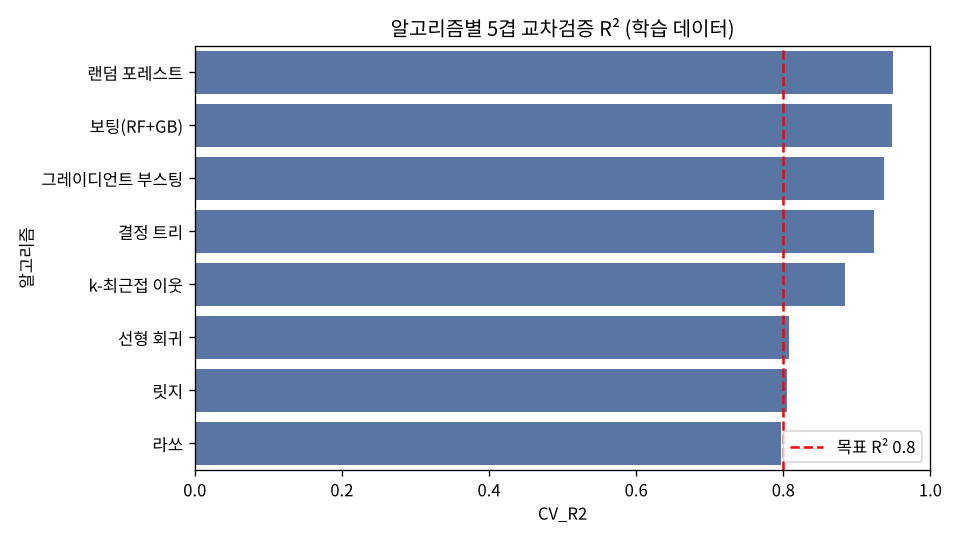 알고리즘별 5겹 교차검증 R² (학습 데이터)
알고리즘
랜덤 포레스트
보팅(RF+GB)
그레이디언트 부스팅
결정 트리
k-최근접 이웃
선형 회귀
릿지
라쏘
목표 R² 0.8
0.0 0.2 0.4 0.6 0.8 1.0
CV_R2